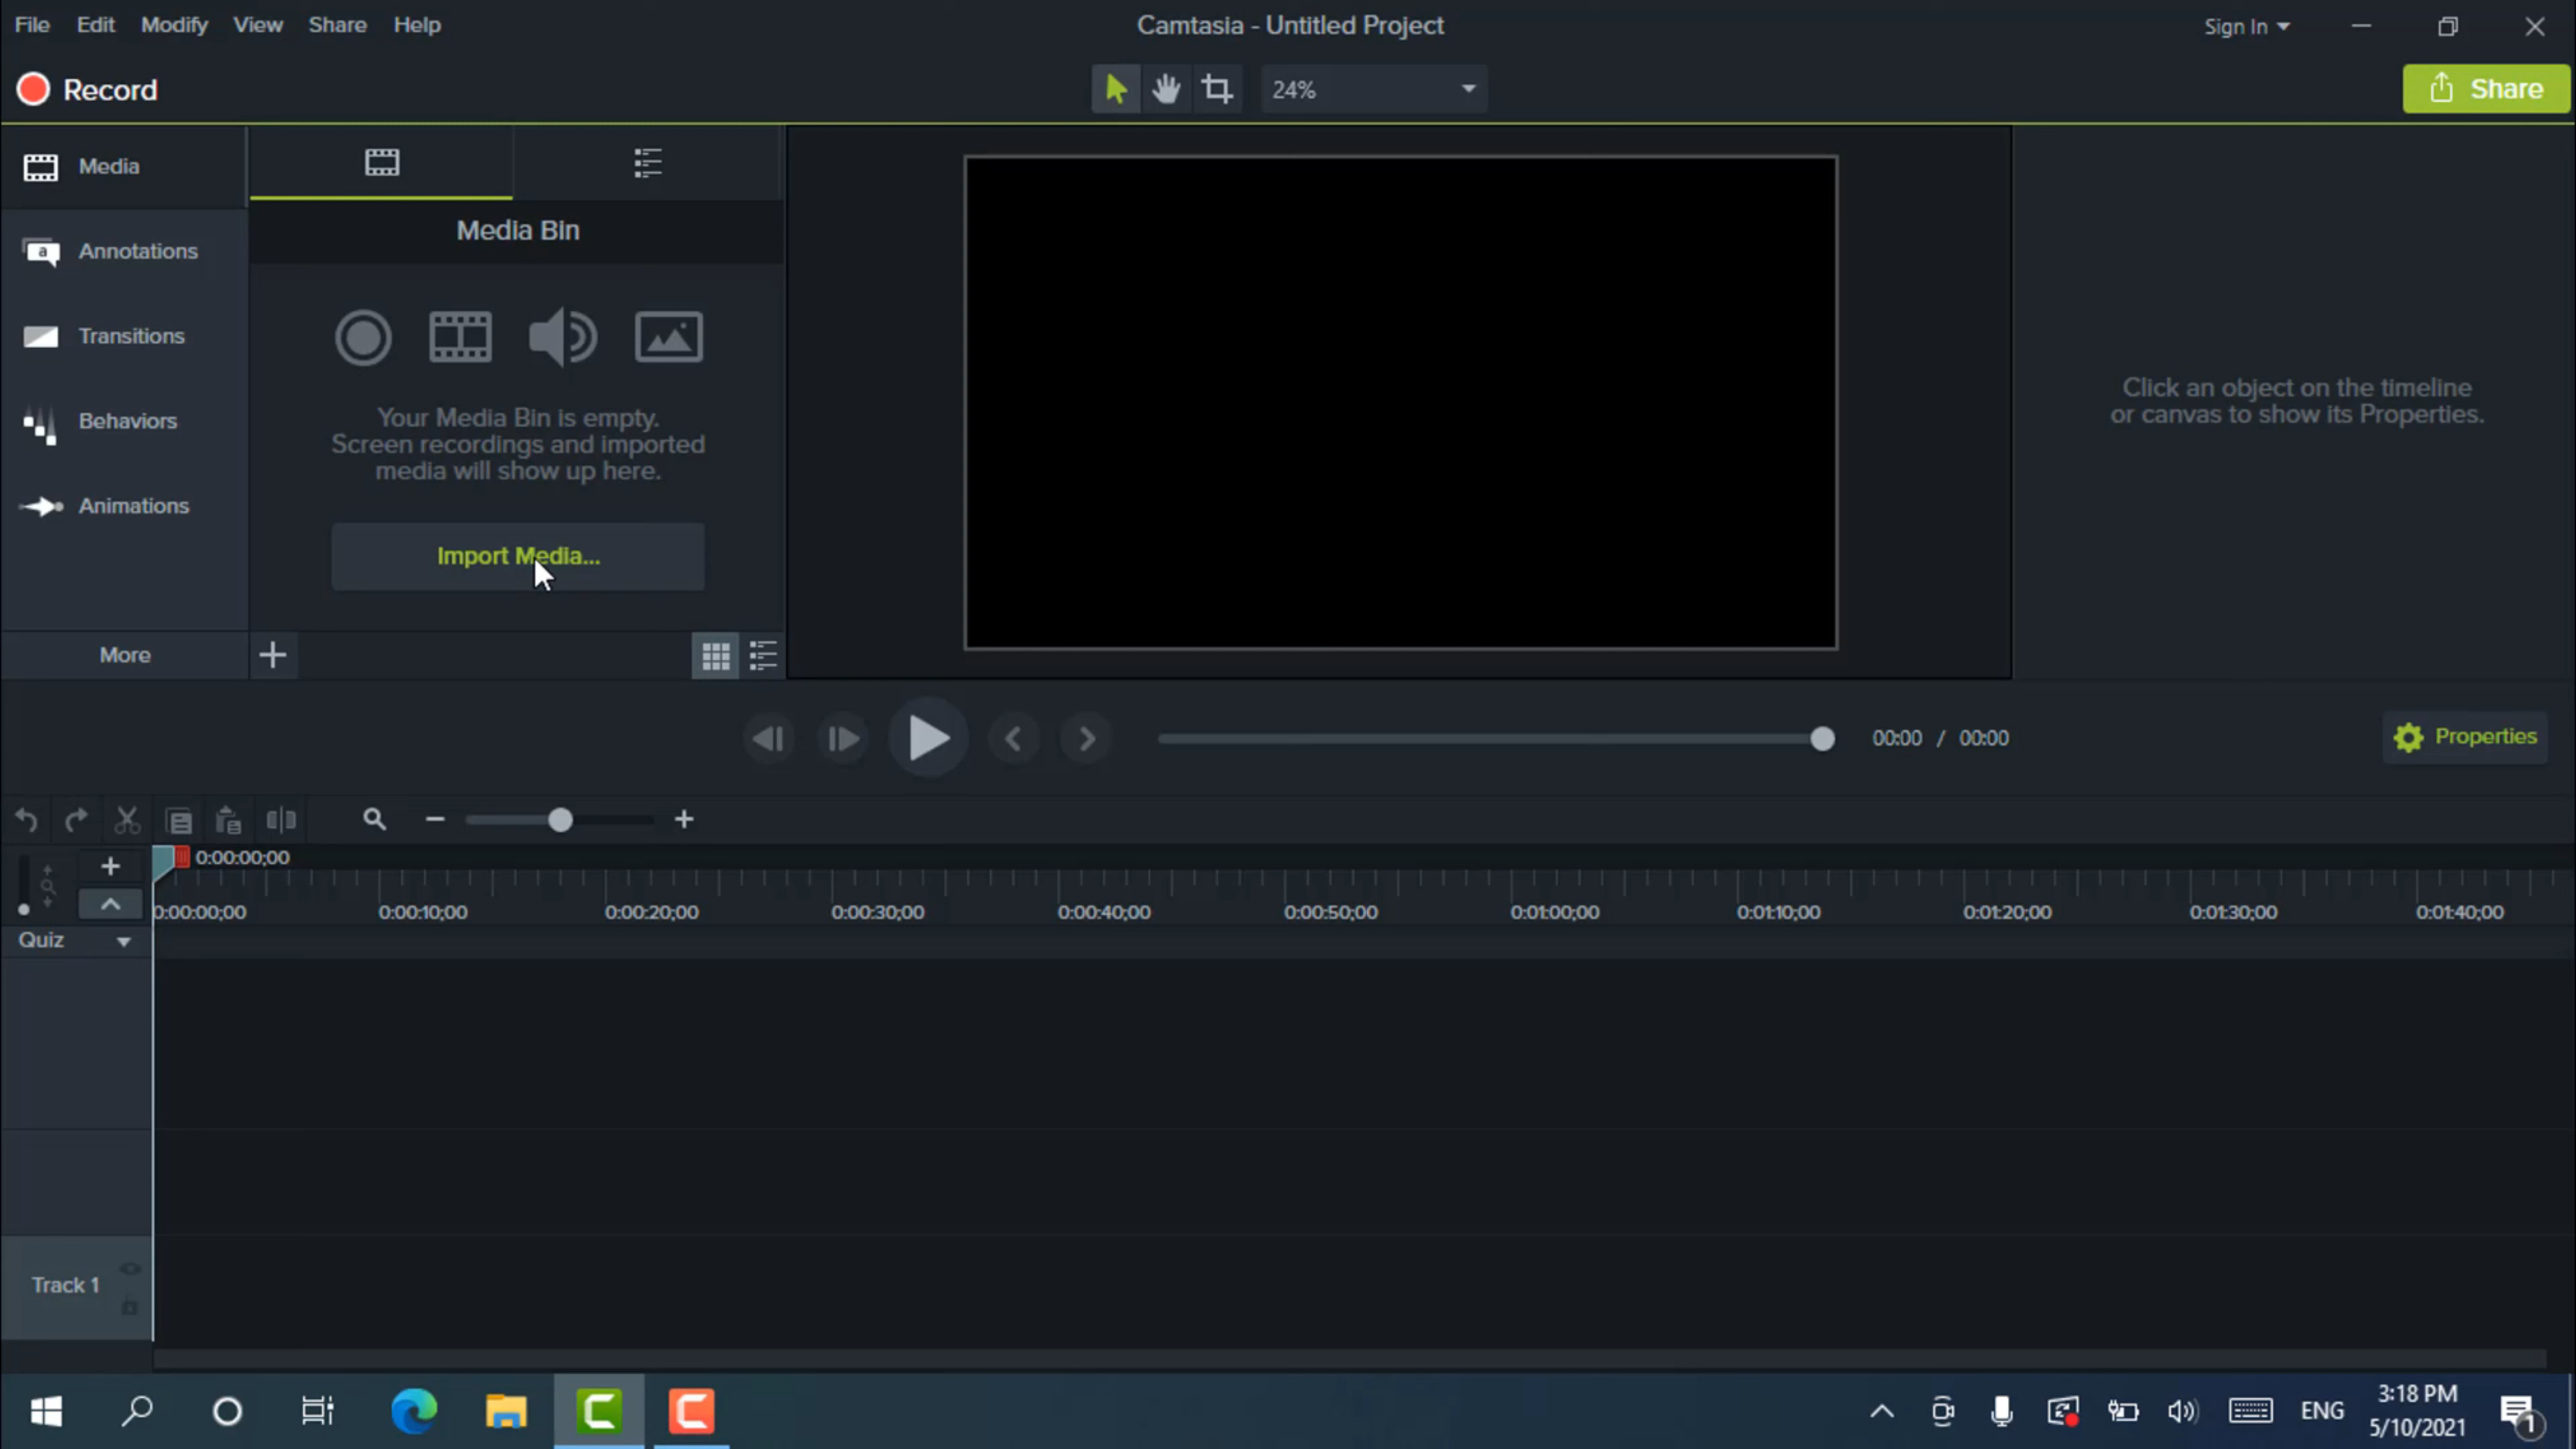 File Edit Modify View Share Help
Camtasia - Untitled Project
Sign In
Record
24%
Share
Media
Annotations
Transitions
Behaviors
Animations
More
Media Bin
Your Media Bin is empty.
Screen recordings and imported
media will show up here.
Import Media...
Click an object on the timeline
or canvas to show its Properties.
00:00 / 00:00
Properties
0:00:00;00
0:00:00;00 0:00:10;00 0:00:20;00 0:00:30;00 0:00:40;00 0:00:50;00 0:01:00;00 0:01:10;00 0:01:20;00 0:01:30;00 0:01:40;00
Quiz
Track 1
ENG
3:18 PM
5/10/2021
1